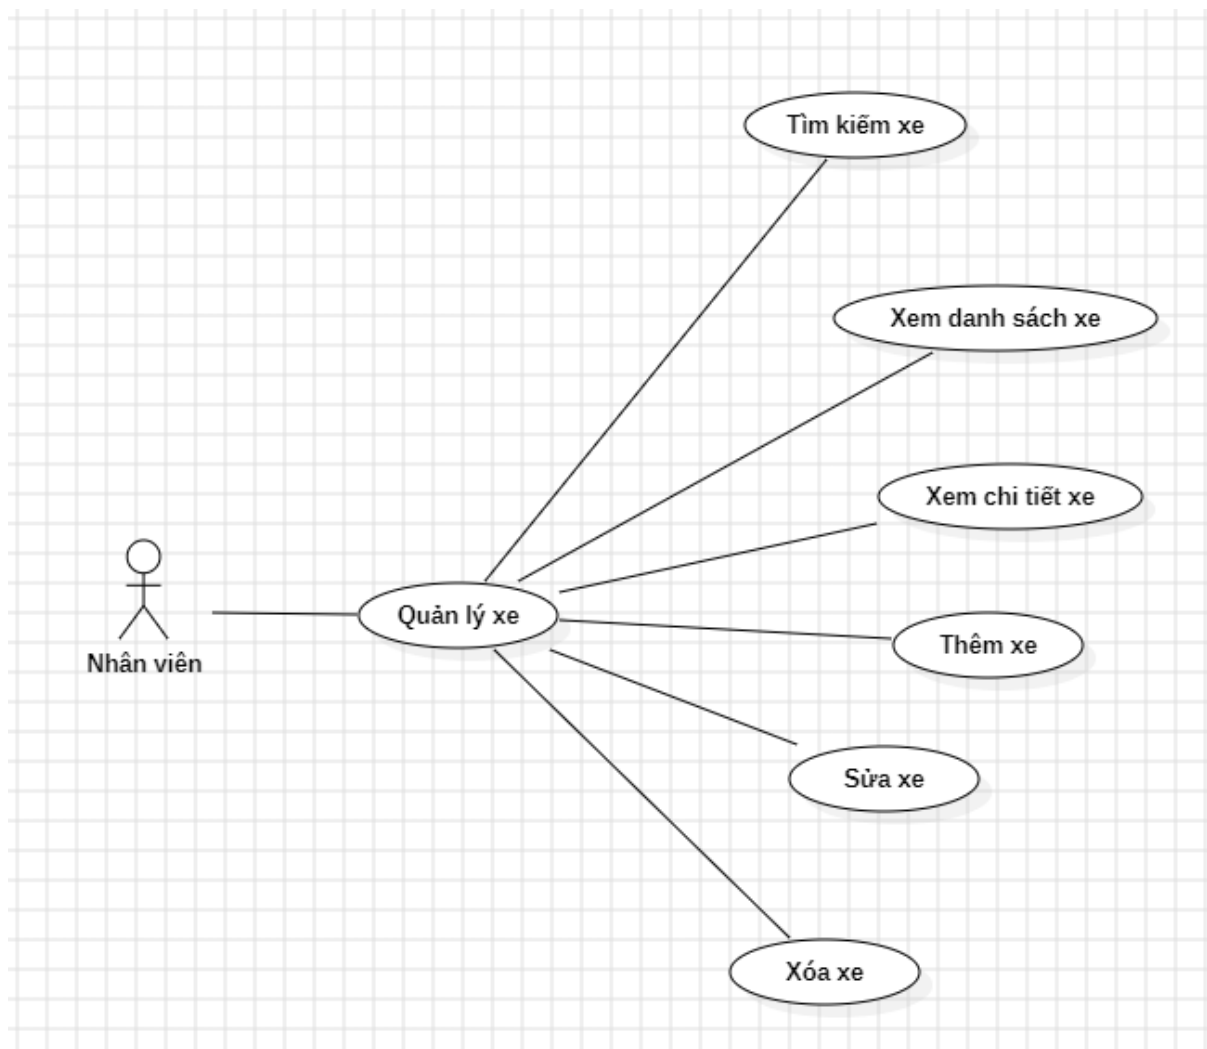 Tìm kiếm xe
Xem danh sách xe
Xem chi tiết xe
Quản lý xe
Thêm xe
Nhân viên
Sửa xe
Xóa xe